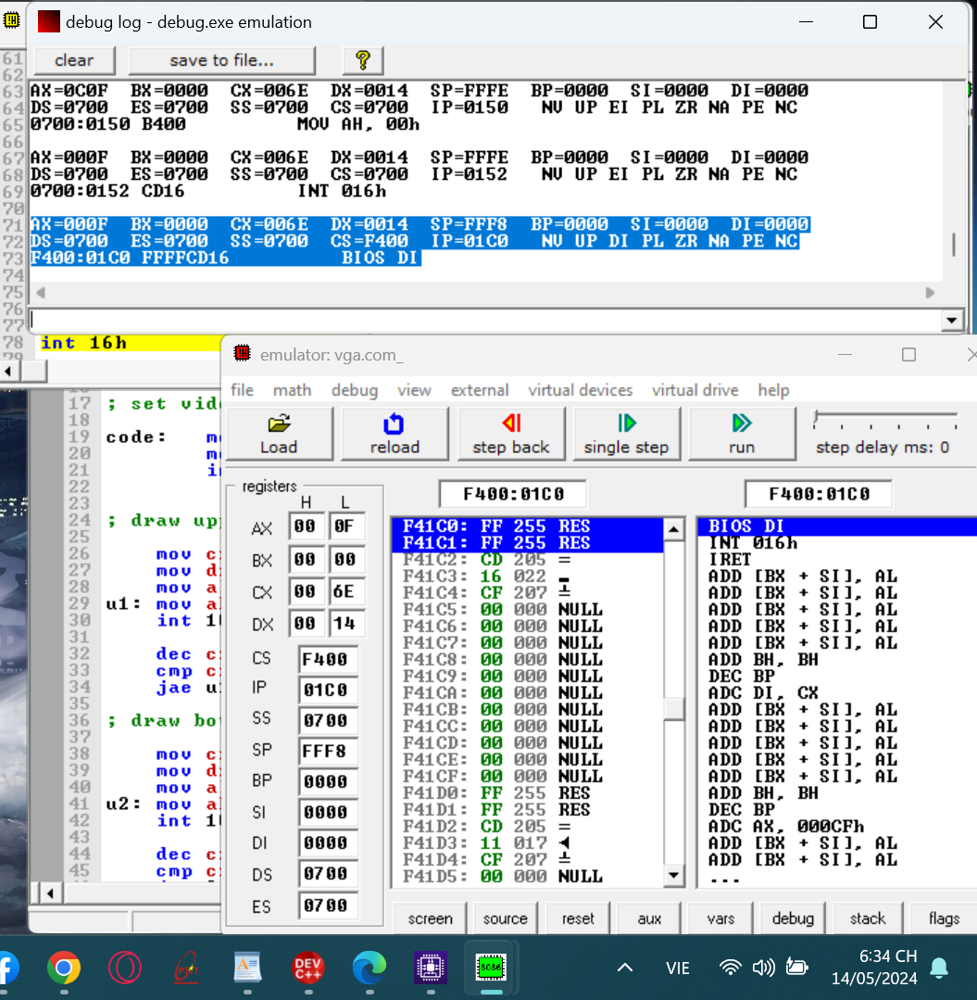 debug log - debug.exe emulation
clear
save to file...
?
AX=0C0F BX=0000 CX=006E DX=0014 SP=FFFE BP=0000 SI=0000 DI=0000
DS=0700 ES=0700 SS=0700 CS=0700 IP=0150 NV UP EI PL ZR NA PE NC
0700:0150 B400 MOV AH, 00h
AX=000F BX=0000 CX=006E DX=0014 SP=FFFE BP=0000 SI=0000 DI=0000
DS=0700 ES=0700 SS=0700 CS=0700 IP=0152 NV UP EI PL ZR NA PE NC
0700:0152 CD16 INT 016h
AX=000F BX=0000 CX=006E DX=0014 SP=FFF8 BP=0000 SI=0000 DI=0000
DS=0700 ES=0700 SS=0700 CS=F400 IP=01C0 NV UP DI PL ZR NA PE NC
F400:01C0 FFFFCD16 BIOS DI
61
62
63
64
65
66
67
68
69
70
71
72
73
74
75
76
77
78 int 16h
79
emulator: vga.com_
file math debug view external virtual devices virtual drive help
Load
reload
step back
single step
run
step delay ms: 0
17 ; set vid
18
19 code:
20
21
22
23
24 ; draw up
25
26 mov
27 mov
28 mov a
29 u1: mov a
30 int
31
32 dec
33 cmp
34 jae u
35
36 ; draw bo
37
38 mov
39 mov
40 mov a
41 u2: mov a
42 int
43
44 dec
45 cmp
registers
H L
AX 00 0F
BX 00 00
CX 00 6E
DX 00 14
CS F400
IP 01C0
SS 0700
SP FFF8
BP 0000
SI 0000
DI 0000
DS 0700
ES 0700
F400:01C0
F41C0: FF 255 RES
F41C1: FF 255 RES
F41C2: CD 205 =
F41C3: 16 022 ▬
F41C4: CF 207 ╧
F41C5: 00 000 NULL
F41C6: 00 000 NULL
F41C7: 00 000 NULL
F41C8: 00 000 NULL
F41C9: 00 000 NULL
F41CA: 00 000 NULL
F41CB: 00 000 NULL
F41CC: 00 000 NULL
F41CD: 00 000 NULL
F41CE: 00 000 NULL
F41CF: 00 000 NULL
F41D0: FF 255 RES
F41D1: FF 255 RES
F41D2: CD 205 =
F41D3: 11 017 ◄
F41D4: CF 207 ╧
F41D5: 00 000 NULL
F400:01C0
BIOS DI
INT 016h
IRET
ADD [BX + SI], AL
ADD [BX + SI], AL
ADD [BX + SI], AL
ADD [BX + SI], AL
ADD [BX + SI], AL
ADD BH, BH
DEC BP
ADC DI, CX
ADD [BX + SI], AL
ADD [BX + SI], AL
ADD [BX + SI], AL
ADD [BX + SI], AL
ADD [BX + SI], AL
ADD BH, BH
DEC BP
ADC AX, 000CFh
ADD [BX + SI], AL
ADD [BX + SI], AL
...
screen
source
reset
aux
vars
debug
stack
flags
DEV
C++
8086
VIE
6:34 CH
14/05/2024